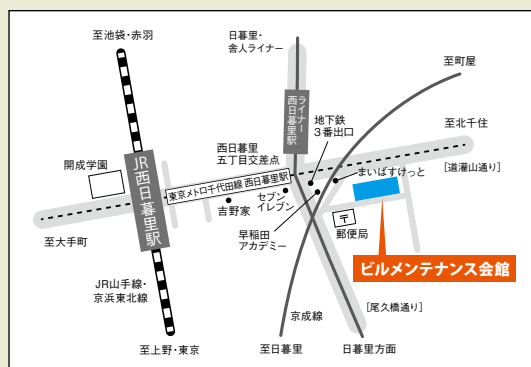 至池袋・赤羽
日暮里・
舎人ライナー
至町屋
ライナー
西日暮里駅
地下鉄
3番出口
至北千住
西日暮里
五丁目交差点
開成学園
JR西日暮里駅
東京メトロ千代田線 西日暮里駅
まいばすけっと
[道灌山通り]
セブン
イレブン
吉野家
早稲田
アカデミー
〒
郵便局
至大手町
ビルメンテナンス会館
JR山手線・
京浜東北線
京成線
[尾久橋通り]
至上野・東京
至日暮里
日暮里方面